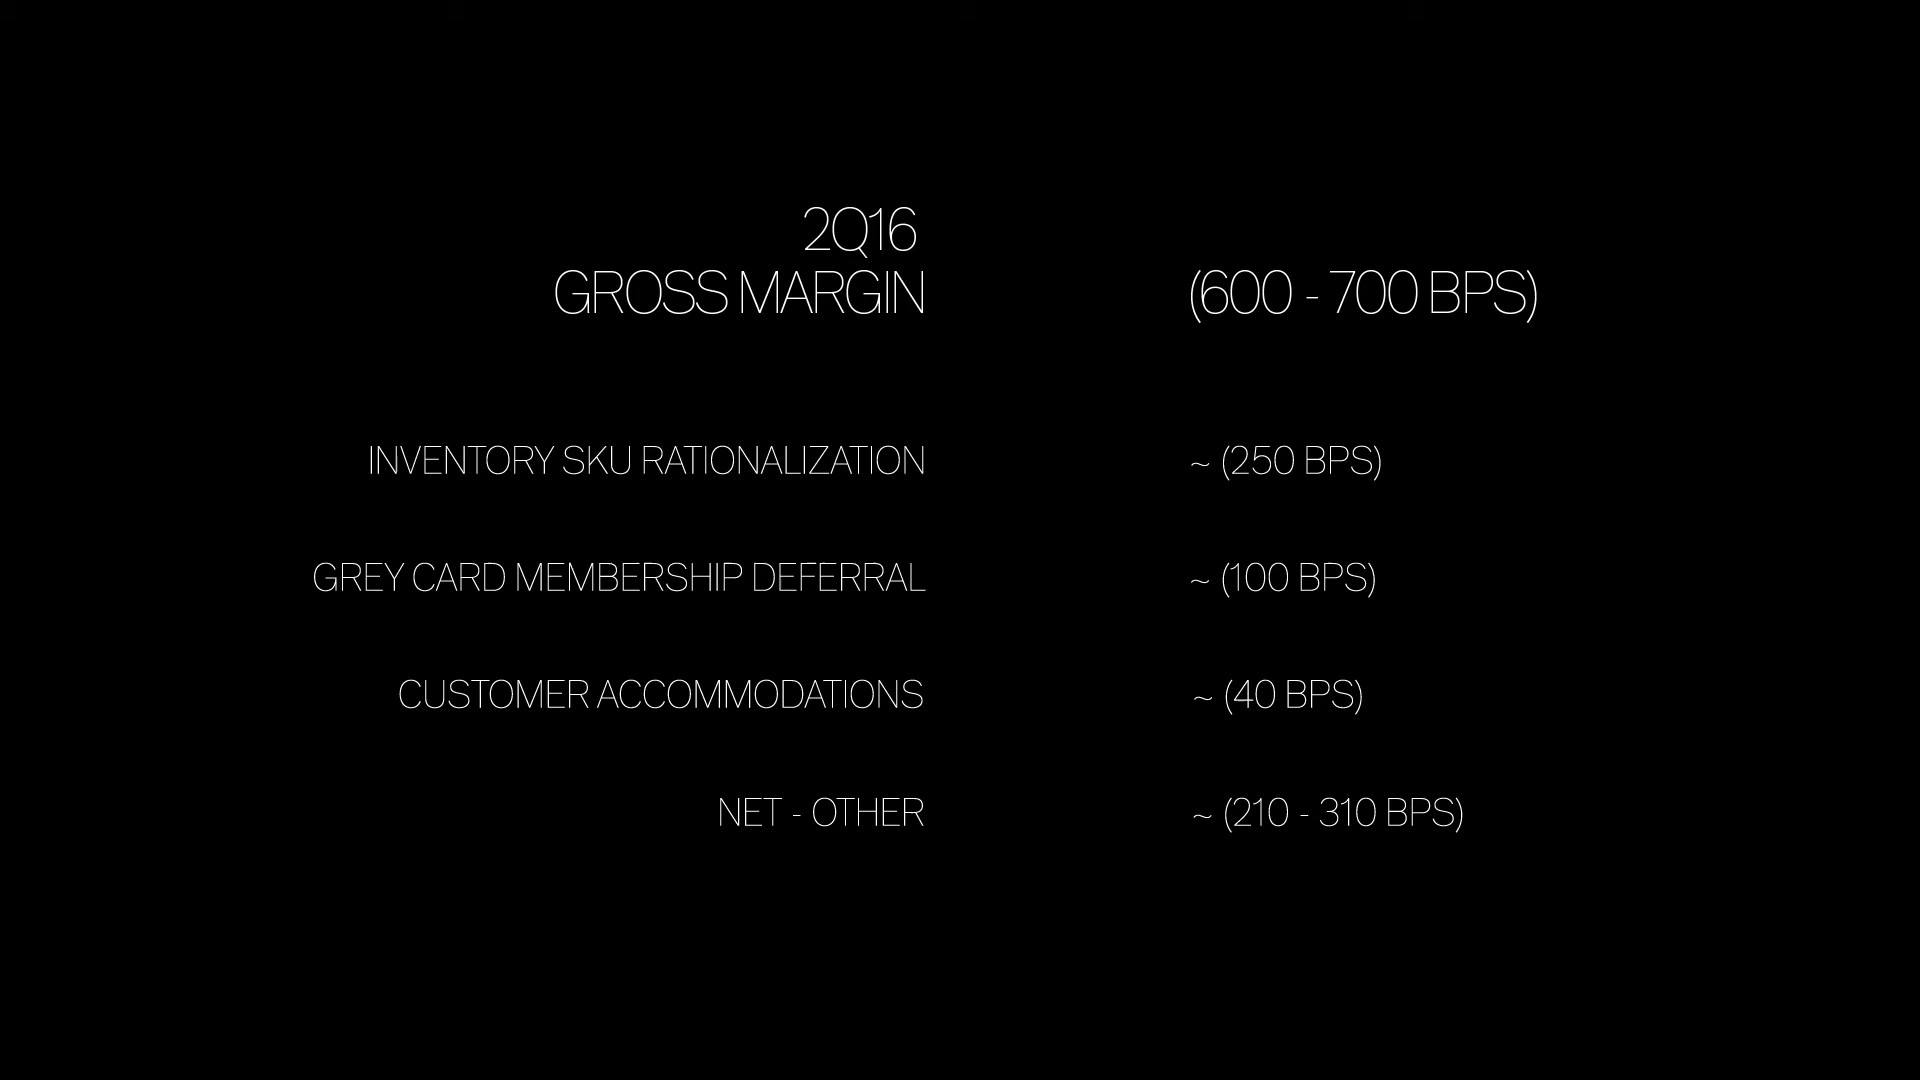 2Q16
GROSS MARGIN (600 - 700 BPS)
INVENTORY SKU RATIONALIZATION ~ (250 BPS)
GREY CARD MEMBERSHIP DEFERRAL ~ (100 BPS)
CUSTOMER ACCOMMODATIONS ~ (40 BPS)
NET - OTHER ~ (210 - 310 BPS)